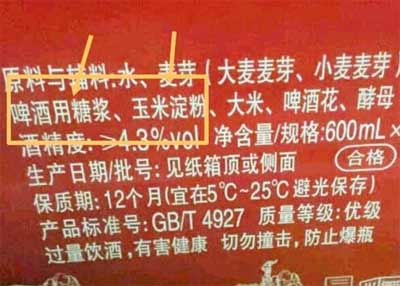 原料与辅料:水、麦芽(大麦麦芽、小麦麦芽)
啤酒用糖浆、玉米淀粉、大米、啤酒花、酵母
酒精度:≥4.3%vol 净含量/规格:600mL×
生产日期/批号:见纸箱顶或侧面 合格
保质期:12个月(宜在5℃~25℃避光保存)
产品标准号:GB/T 4927 质量等级:优级
过量饮酒,有害健康 切勿撞击,防止爆瓶